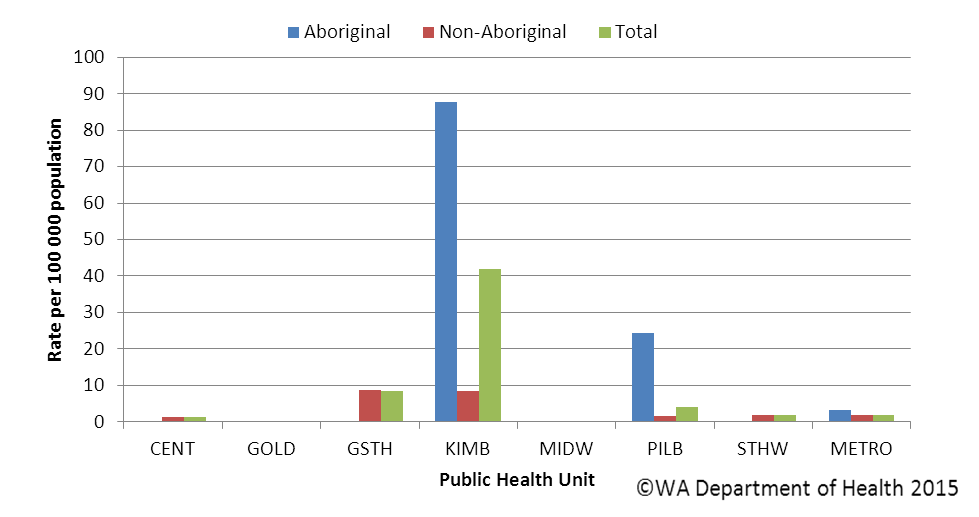 Aboriginal Non-Aboriginal Total
100
90
80
70
60
50
40
30
20
10
0
Rate per 100 000 population
CENT GOLD GSTH KIMB MIDW PILB STHW METRO
Public Health Unit
©WA Department of Health 2015